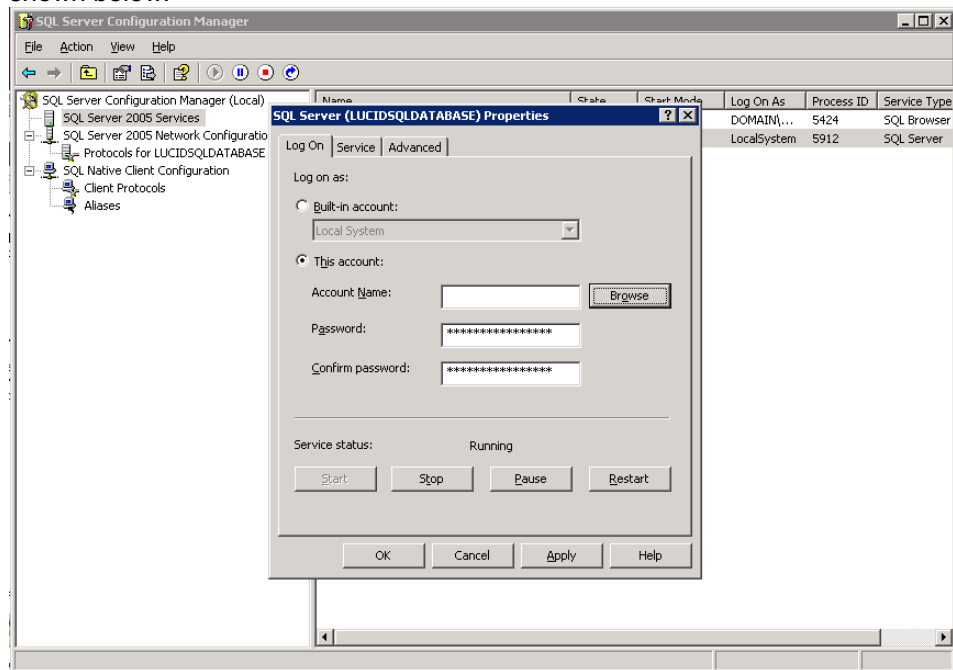 SQL Server Configuration Manager
File Action View Help
SQL Server Configuration Manager (Local)
SQL Server 2005 Services
SQL Server 2005 Network Configuratio
Protocols for LUCIDSQLDATABASE
SQL Native Client Configuration
Client Protocols
Aliases
Name State Start Mode Log On As Process ID Service Type
DOMAIN\... 5424 SQL Browser
LocalSystem 5912 SQL Server
SQL Server (LUCIDSQLDATABASE) Properties
Log On Service Advanced
Log on as:
Built-in account:
Local System
This account:
Account Name:
Browse
Password: ****************
Confirm password: ****************
Service status: Running
Start Stop Pause Restart
OK Cancel Apply Help